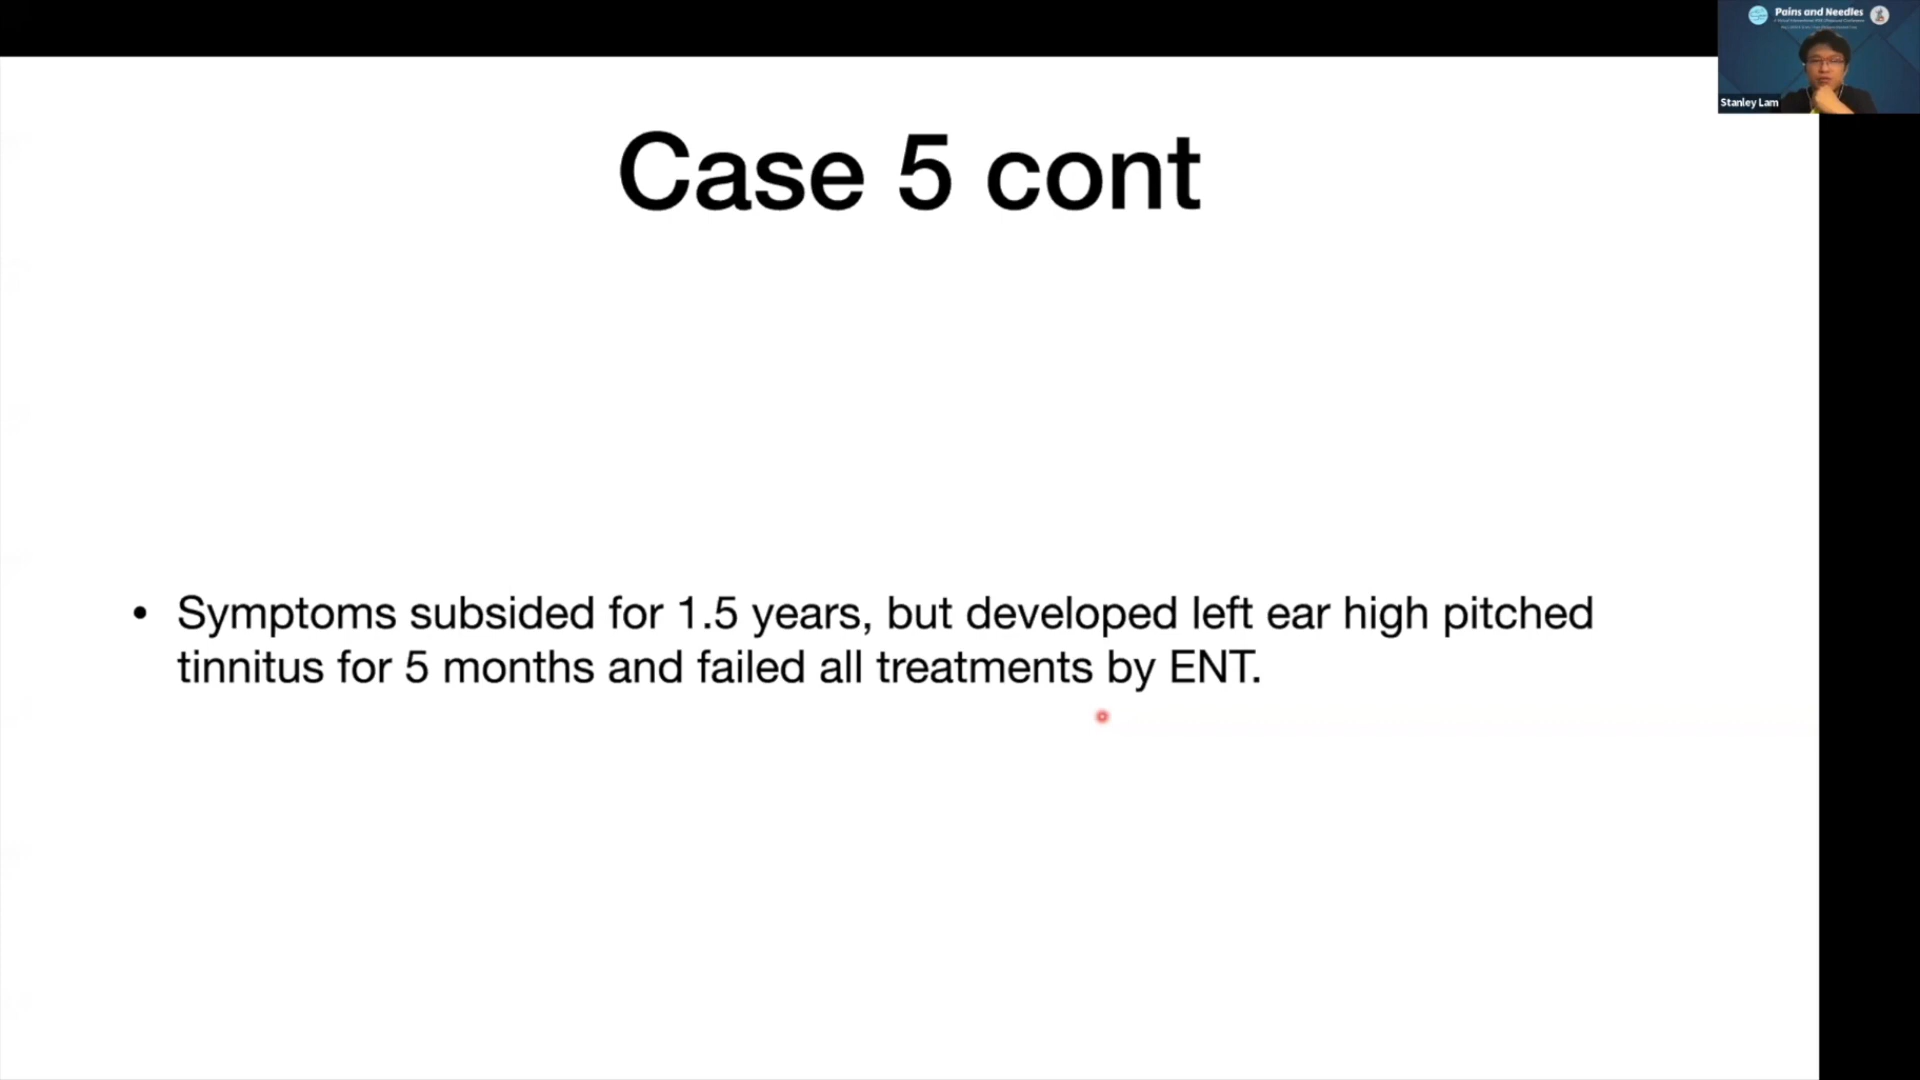 Pains and Needles
Stanley Lam
Case 5 cont
• Symptoms subsided for 1.5 years, but developed left ear high pitched
tinnitus for 5 months and failed all treatments by ENT.